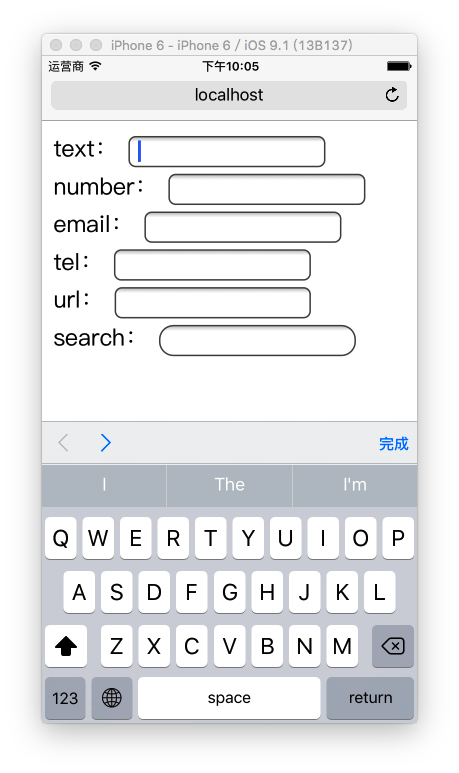 iPhone 6 - iPhone 6 / iOS 9.1 (13B137)
运营商 下午10:05
localhost
text：
number：
email：
tel：
url：
search：
完成
I The I'm
Q W E R T Y U I O P
A S D F G H J K L
Z X C V B N M
123 space return